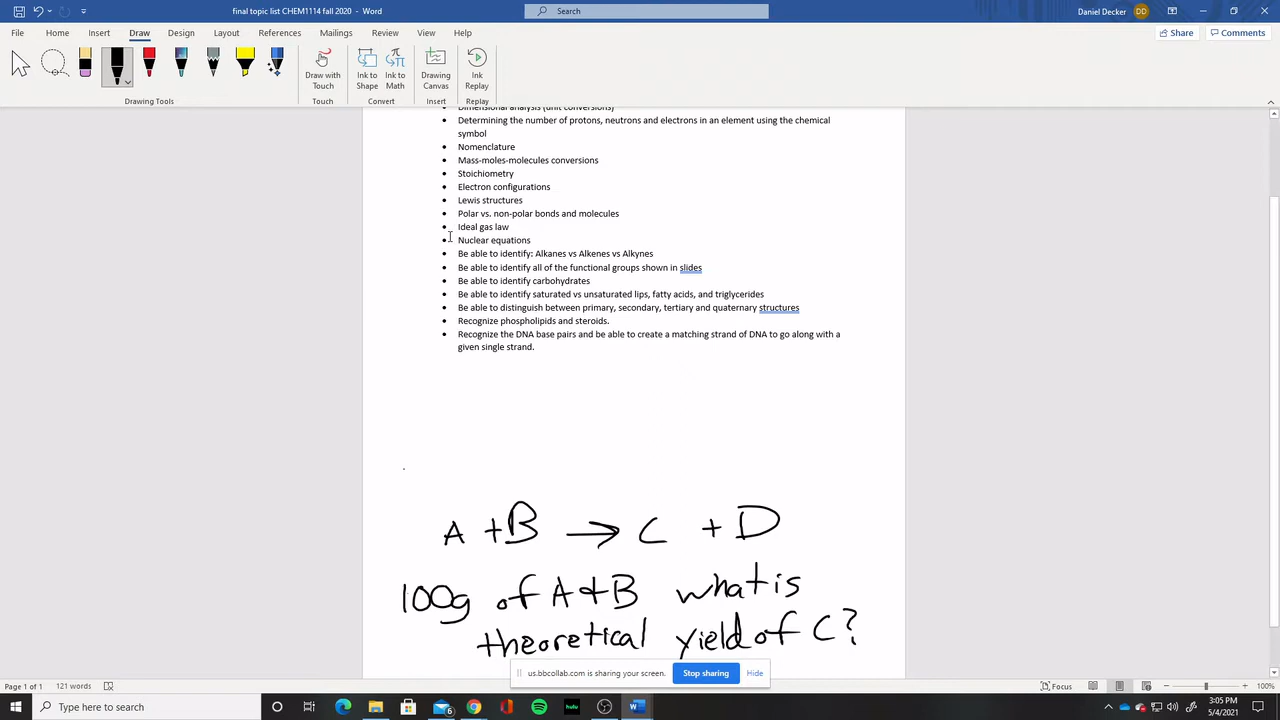 final topic list CHEM1114 fall 2020 - Word
Search
Daniel Decker
DD
File Home Insert Draw Design Layout References Mailings Review View Help
Share Comments
Draw with Touch
Ink to Shape
Ink to Math
Drawing Canvas
Ink Replay
Drawing Tools Touch Convert Insert Replay
Dimensional analysis (unit conversions)
• Determining the number of protons, neutrons and electrons in an element using the chemical
symbol
• Nomenclature
• Mass-moles-molecules conversions
• Stoichiometry
• Electron configurations
• Lewis structures
• Polar vs. non-polar bonds and molecules
• Ideal gas law
• Nuclear equations
• Be able to identify: Alkanes vs Alkenes vs Alkynes
• Be able to identify all of the functional groups shown in slides
• Be able to identify carbohydrates
• Be able to identify saturated vs unsaturated lips, fatty acids, and triglycerides
• Be able to distinguish between primary, secondary, tertiary and quaternary structures
• Recognize phospholipids and steroids.
• Recognize the DNA base pairs and be able to create a matching strand of DNA to go along with a
given single strand.
A + B → C + D
100g of A + B what is
theoretical yield of C?
us.bbcollab.com is sharing your screen. Stop sharing Hide
Page 1 of 1 121 words Focus 100%
Type here to search
hulu
6
3:05 PM
5/4/2021